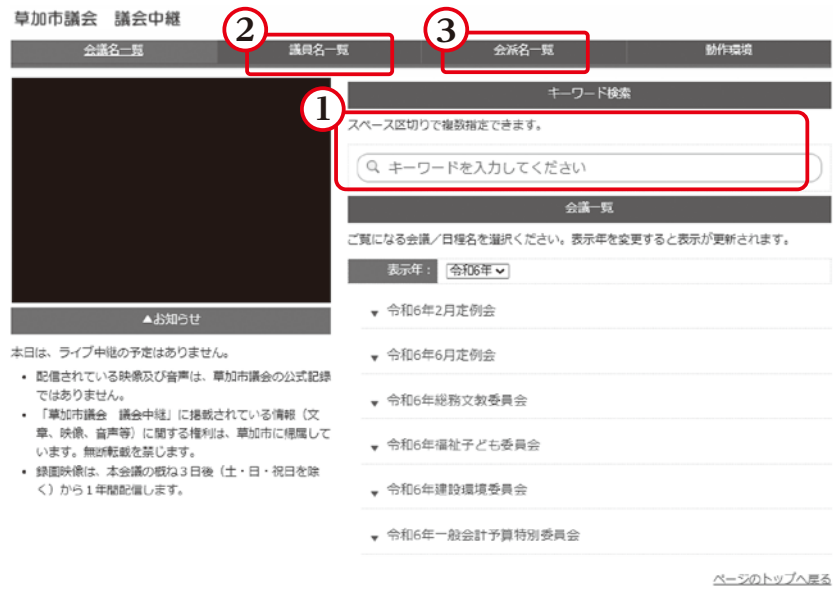 草加市議会　議会中継
会議名一覧
② 議員名一覧
③ 会派名一覧
動作環境
①
キーワード検索
スペース区切りで複数指定できます。
キーワードを入力してください
会議一覧
ご覧になる会議／日程名を選択ください。表示年を変更すると表示が更新されます。
表示年： 令和6年
▼ 令和6年2月定例会
▼ 令和6年6月定例会
▼ 令和6年総務文教委員会
▼ 令和6年福祉子ども委員会
▼ 令和6年建設環境委員会
▼ 令和6年一般会計予算特別委員会
▲お知らせ
本日は、ライブ中継の予定はありません。
• 配信されている映像及び音声は、草加市議会の公式記録
ではありません。
• 「草加市議会　議会中継」に掲載されている情報（文
章、映像、音声等）に関する権利は、草加市に帰属して
います。無断転載を禁じます。
• 録画映像は、本会議の概ね３日後（土・日・祝日を除
く）から１年間配信します。
ページのトップへ戻る